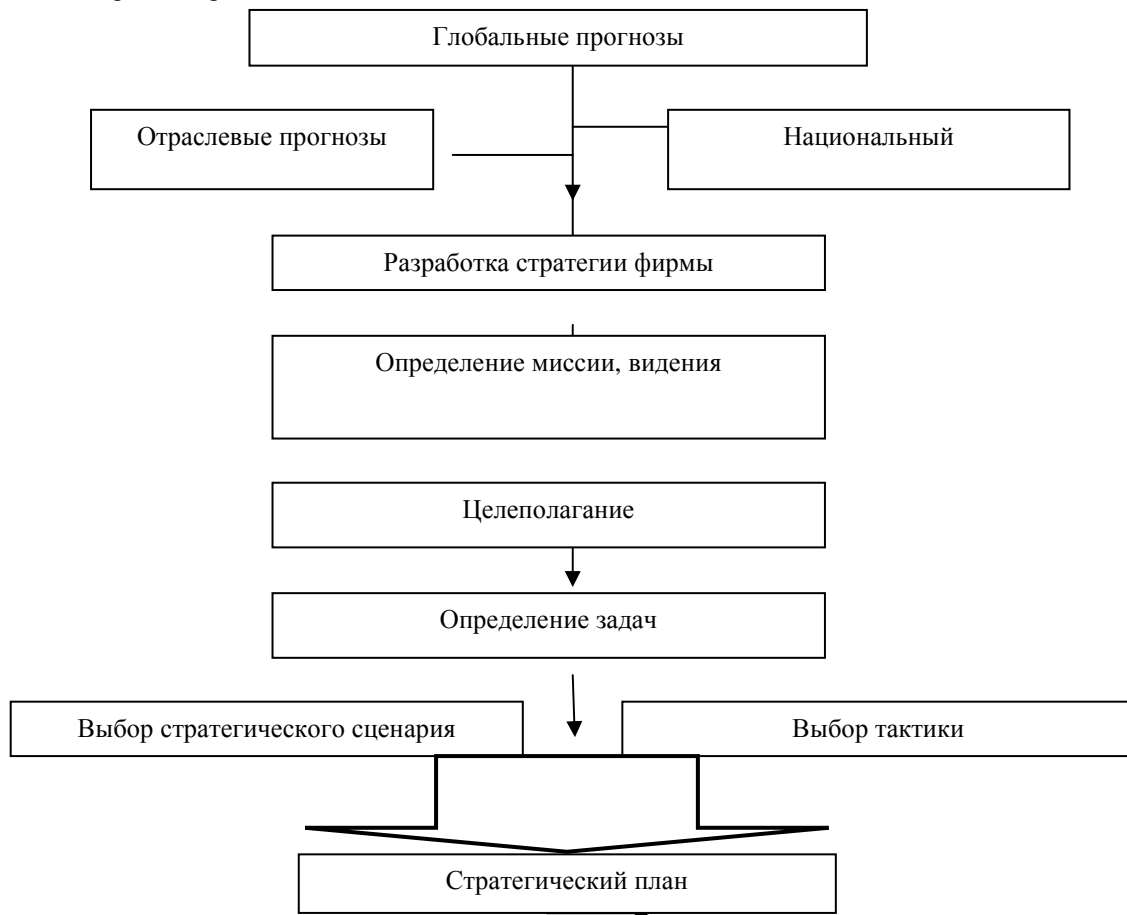 Глобальные прогнозы
Отраслевые прогнозы
Национальный
Разработка стратегии фирмы
Определение миссии, видения
Целеполагание
Определение задач
Выбор стратегического сценария
Выбор тактики
Стратегический план